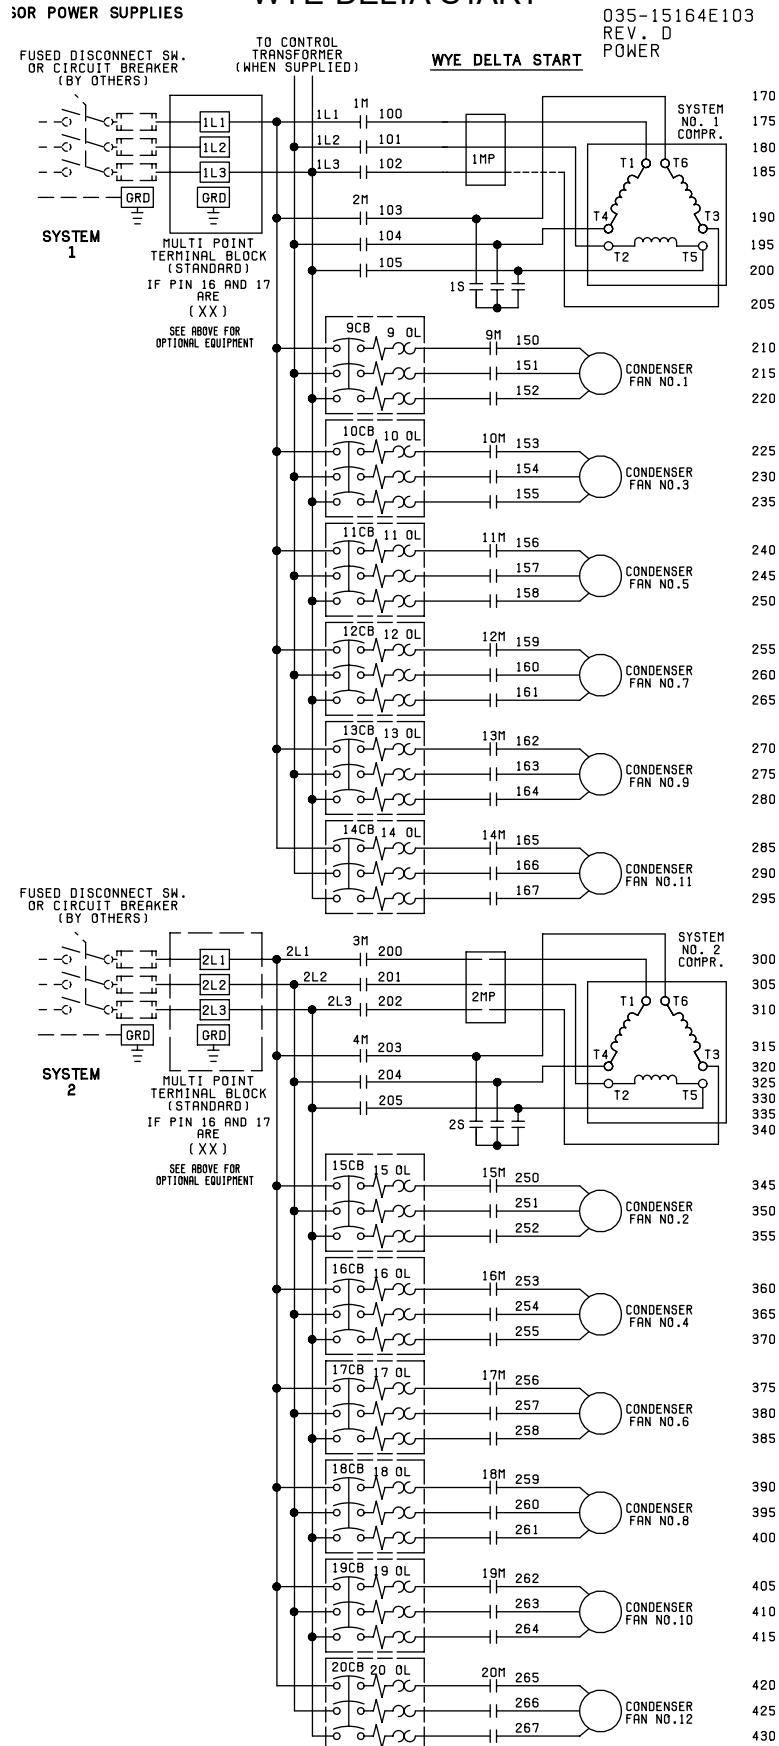 WYE DELTA START
SOR POWER SUPPLIES
035-15164E103
REV. D
POWER
TO CONTROL
TRANSFORMER
(WHEN SUPPLIED)
WYE DELTA START
FUSED DISCONNECT SW.
OR CIRCUIT BREAKER
(BY OTHERS)
SYSTEM
NO. 1
COMPR.
170
1L1 1L1 1M 100 175
1L2 1L2 101 180
1L3 1L3 102 1MP T1 T6 185
GRD GRD
2M 103 T4 T3 190
SYSTEM
1
104 195
T2 T5
105 200
MULTI POINT
TERMINAL BLOCK
(STANDARD)
IF PIN 16 AND 17
ARE
(XX)
1S
205
SEE ABOVE FOR
OPTIONAL EQUIPMENT
9CB 9 OL 9M 150 210
151 CONDENSER
FAN NO.1 215
152 220
10CB 10 OL 10M 153 225
154 CONDENSER
FAN NO.3 230
155 235
11CB 11 OL 11M 156 240
157 CONDENSER
FAN NO.5 245
158 250
12CB 12 OL 12M 159 255
160 CONDENSER
FAN NO.7 260
161 265
13CB 13 OL 13M 162 270
163 CONDENSER
FAN NO.9 275
164 280
14CB 14 OL 14M 165 285
166 CONDENSER
FAN NO.11 290
167 295
FUSED DISCONNECT SW.
OR CIRCUIT BREAKER
(BY OTHERS)
SYSTEM
NO. 2
COMPR.
2L1 2L1 3M 200 300
2L2 2L2 201 305
2L3 2L3 202 2MP T1 T6 310
GRD GRD
4M 203 315
T4 T3
SYSTEM
2
320
204 325
T2 T5
330
205 335
2S 340
MULTI POINT
TERMINAL BLOCK
(STANDARD)
IF PIN 16 AND 17
ARE
(XX)
SEE ABOVE FOR
OPTIONAL EQUIPMENT
15CB 15 OL 15M 250 345
251 CONDENSER
FAN NO.2 350
252 355
16CB 16 OL 16M 253 360
254 CONDENSER
FAN NO.4 365
255 370
17CB 17 OL 17M 256 375
257 CONDENSER
FAN NO.6 380
258 385
18CB 18 OL 18M 259 390
260 CONDENSER
FAN NO.8 395
261 400
19CB 19 OL 19M 262 405
263 CONDENSER
FAN NO.10 410
264 415
20CB 20 OL 20M 265 420
266 CONDENSER
FAN NO.12 425
267 430